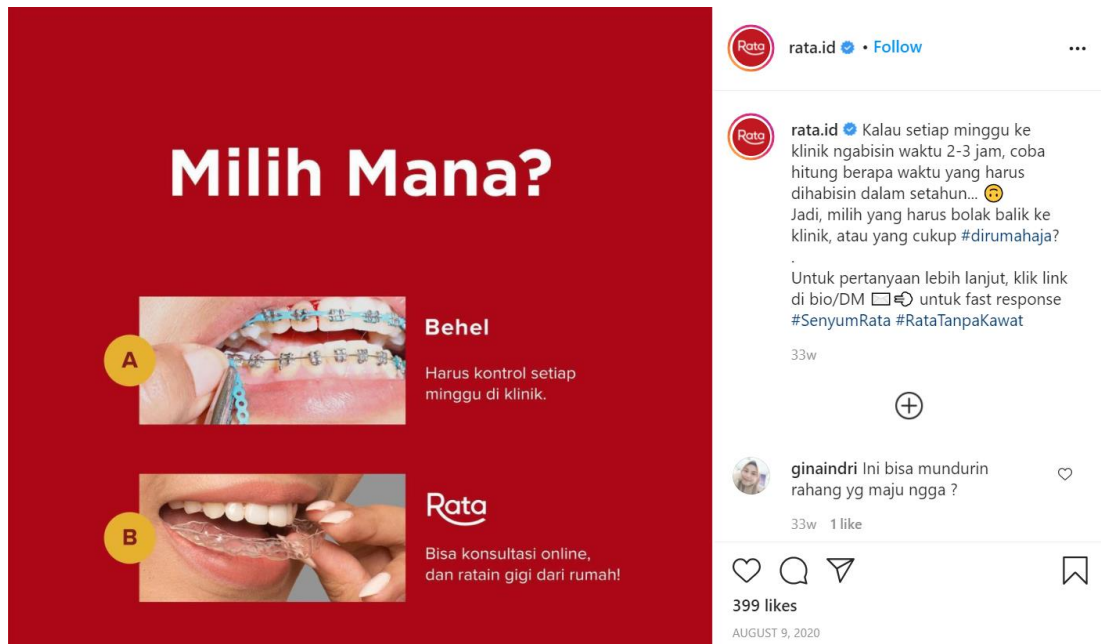 Milih Mana?
A
Behel
Harus kontrol setiap
minggu di klinik.
B
Rata
Bisa konsultasi online,
dan ratain gigi dari rumah!
Rata
rata.id • Follow
Rata
rata.id Kalau setiap minggu ke
klinik ngabisin waktu 2-3 jam, coba
hitung berapa waktu yang harus
dihabisin dalam setahun... 🙃
Jadi, milih yang harus bolak balik ke
klinik, atau yang cukup #dirumahaja?
.
Untuk pertanyaan lebih lanjut, klik link
di bio/DM ✉️💨 untuk fast response
#SenyumRata #RataTanpaKawat
33w
ginaindri Ini bisa mundurin
rahang yg maju ngga ?
33w 1 like
399 likes
AUGUST 9, 2020